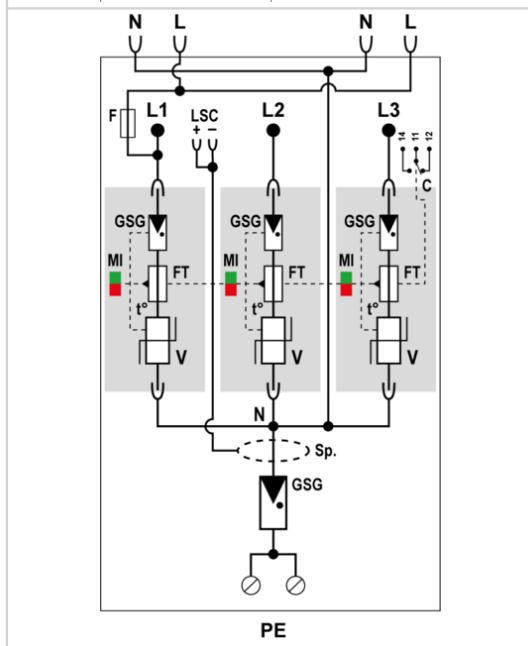 N L N L
F L1 LSC L2 L3 14 11 12
+ −
C
GSG GSG GSG
MI FT MI FT MI FT
t° t° t°
V V V
N
Sp.
GSG
PE